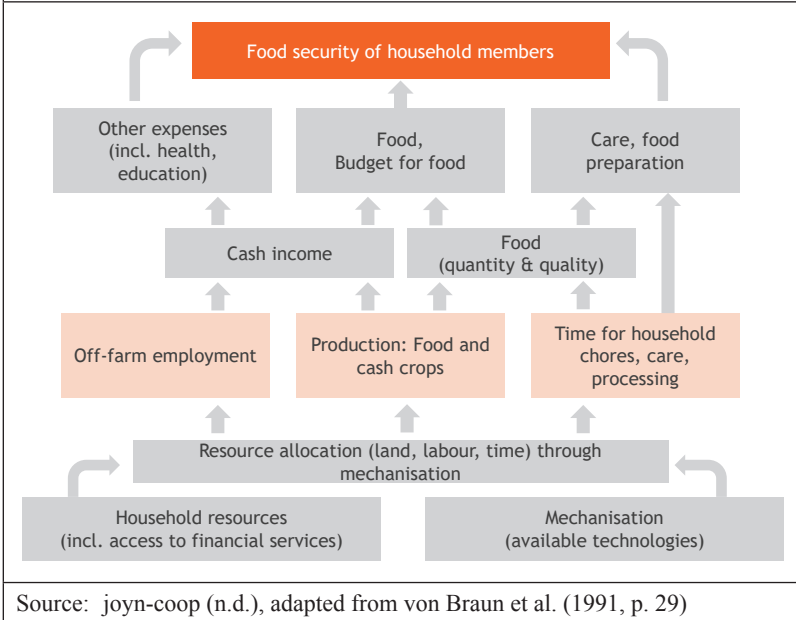 Food security of household members
Other expenses
(incl. health,
education)
Food,
Budget for food
Care, food
preparation
Cash income
Food
(quantity & quality)
Off-farm employment
Production: Food and
cash crops
Time for household
chores, care,
processing
Resource allocation (land, labour, time) through
mechanisation
Household resources
(incl. access to financial services)
Mechanisation
(available technologies)
Source: joyn-coop (n.d.), adapted from von Braun et al. (1991, p. 29)